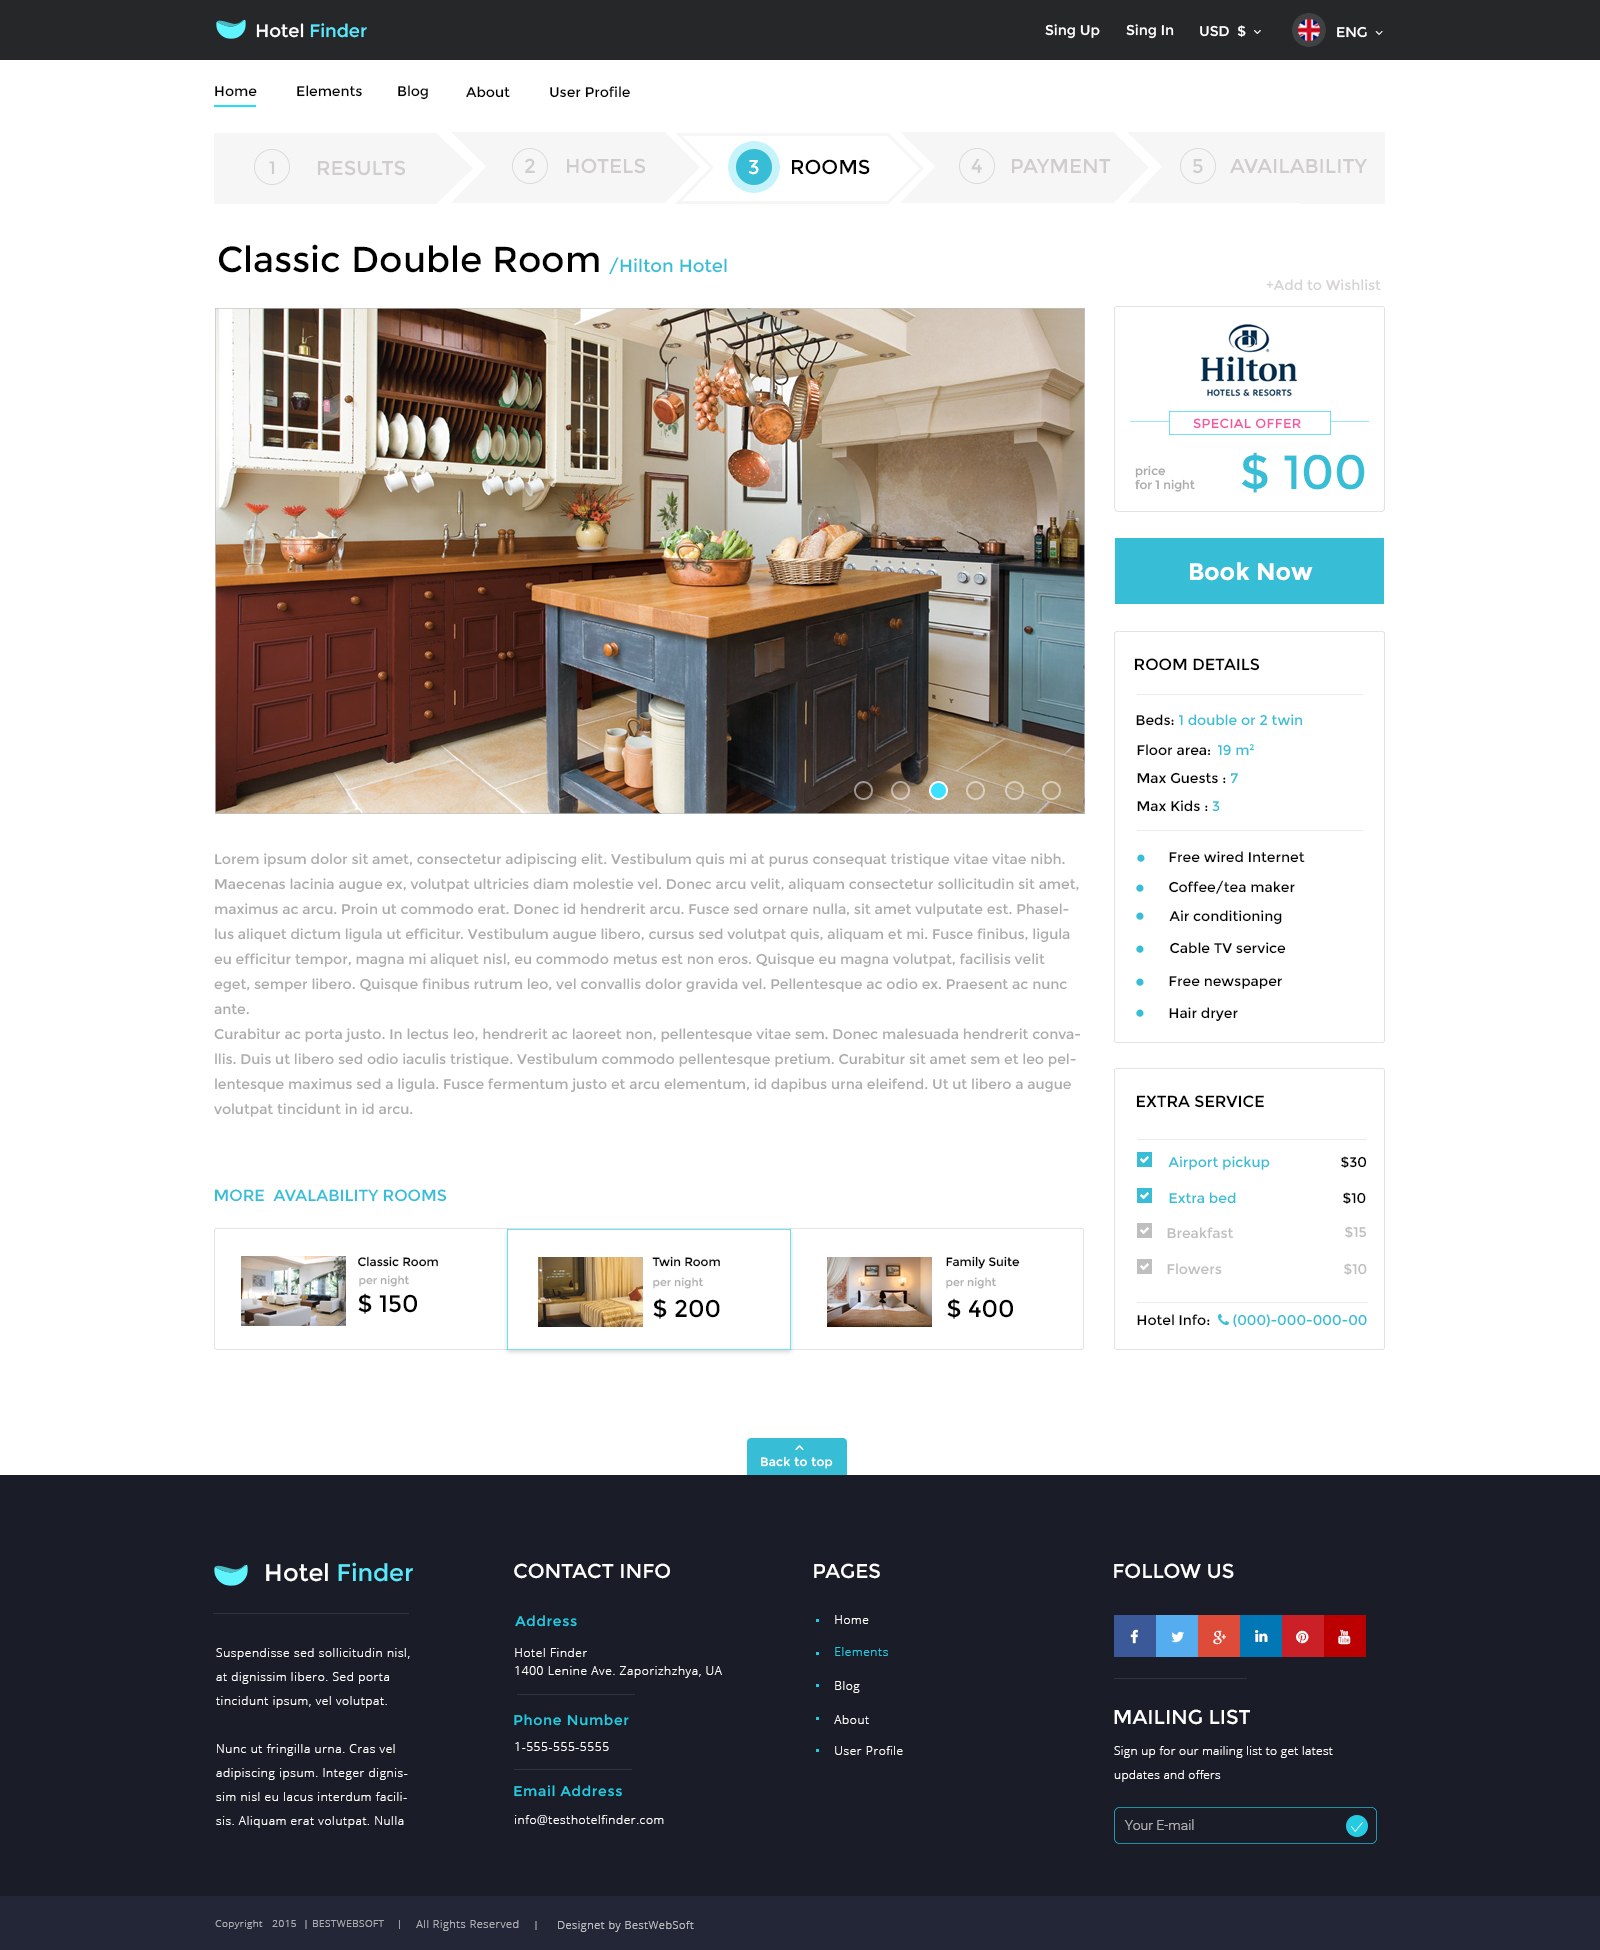 Hotel Finder
Sing Up
Sing In
USD $
ENG
Home
Elements
Blog
About
User Profile
1 RESULTS
2 HOTELS
3 ROOMS
4 PAYMENT
5 AVAILABILITY
Classic Double Room /Hilton Hotel
+Add to Wishlist
Hilton
HOTELS & RESORTS
SPECIAL OFFER
price
for 1 night
$ 100
Book Now
ROOM DETAILS
Beds: 1 double or 2 twin
Floor area: 19 m²
Max Guests : 7
Max Kids : 3
Free wired Internet
Coffee/tea maker
Air conditioning
Cable TV service
Free newspaper
Hair dryer
Lorem ipsum dolor sit amet, consectetur adipiscing elit. Vestibulum quis mi at purus consequat tristique vitae vitae nibh.
Maecenas lacinia augue ex, volutpat ultricies diam molestie vel. Donec arcu velit, aliquam consectetur sollicitudin sit amet,
maximus ac arcu. Proin ut commodo erat. Donec id hendrerit arcu. Fusce sed ornare nulla, sit amet vulputate est. Phasel-
lus aliquet dictum ligula ut efficitur. Vestibulum augue libero, cursus sed volutpat quis, aliquam et mi. Fusce finibus, ligula
eu efficitur tempor, magna mi aliquet nisl, eu commodo metus est non eros. Quisque eu magna volutpat, facilisis velit
eget, semper libero. Quisque finibus rutrum leo, vel convallis dolor gravida vel. Pellentesque ac odio ex. Praesent ac nunc
ante.
Curabitur ac porta justo. In lectus leo, hendrerit ac laoreet non, pellentesque vitae sem. Donec malesuada hendrerit conva-
llis. Duis ut libero sed odio iaculis tristique. Vestibulum commodo pellentesque pretium. Curabitur sit amet sem et leo pel-
lentesque maximus sed a ligula. Fusce fermentum justo et arcu elementum, id dapibus urna eleifend. Ut ut libero a augue
volutpat tincidunt in id arcu.
EXTRA SERVICE
Airport pickup $30
Extra bed $10
Breakfast $15
Flowers $10
Hotel Info: (000)-000-000-00
MORE AVALABILITY ROOMS
Classic Room
per night
$ 150
Twin Room
per night
$ 200
Family Suite
per night
$ 400
Back to top
Hotel Finder
Suspendisse sed sollicitudin nisl,
at dignissim libero. Sed porta
tincidunt ipsum, vel volutpat.
Nunc ut fringilla urna. Cras vel
adipiscing ipsum. Integer dignis-
sim nisl eu lacus interdum facili-
sis. Aliquam erat volutpat. Nulla
CONTACT INFO
Address
Hotel Finder
1400 Lenine Ave. Zaporizhzhya, UA
Phone Number
1-555-555-5555
Email Address
info@testhotelfinder.com
PAGES
Home
Elements
Blog
About
User Profile
FOLLOW US
MAILING LIST
Sign up for our mailing list to get latest
updates and offers
Your E-mail
Copyright 2015 | BESTWEBSOFT | All Rights Reserved | Designet by BestWebSoft